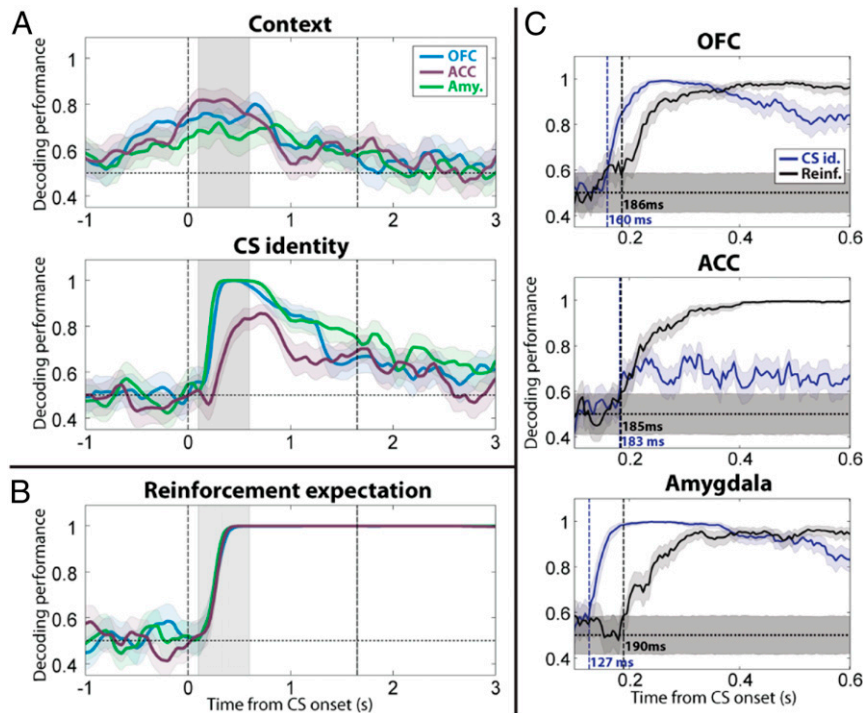 A
Context
Decoding performance
1
0.8
0.6
0.4
OFC
ACC
Amy.
-1 0 1 2 3
CS identity
Decoding performance
1
0.8
0.6
0.4
-1 0 1 2 3
B
Reinforcement expectation
Decoding performance
1
0.8
0.6
0.4
-1 0 1 2 3
Time from CS onset (s)
C
OFC
Decoding performance
1
0.8
0.6
0.4
CS id.
Reinf.
186ms
160 ms
0.2 0.4 0.6
ACC
Decoding performance
1
0.8
0.6
0.4
185ms
183 ms
0.2 0.4 0.6
Amygdala
Decoding performance
1
0.8
0.6
0.4
190ms
127 ms
0.2 0.4 0.6
Time from CS onset (s)